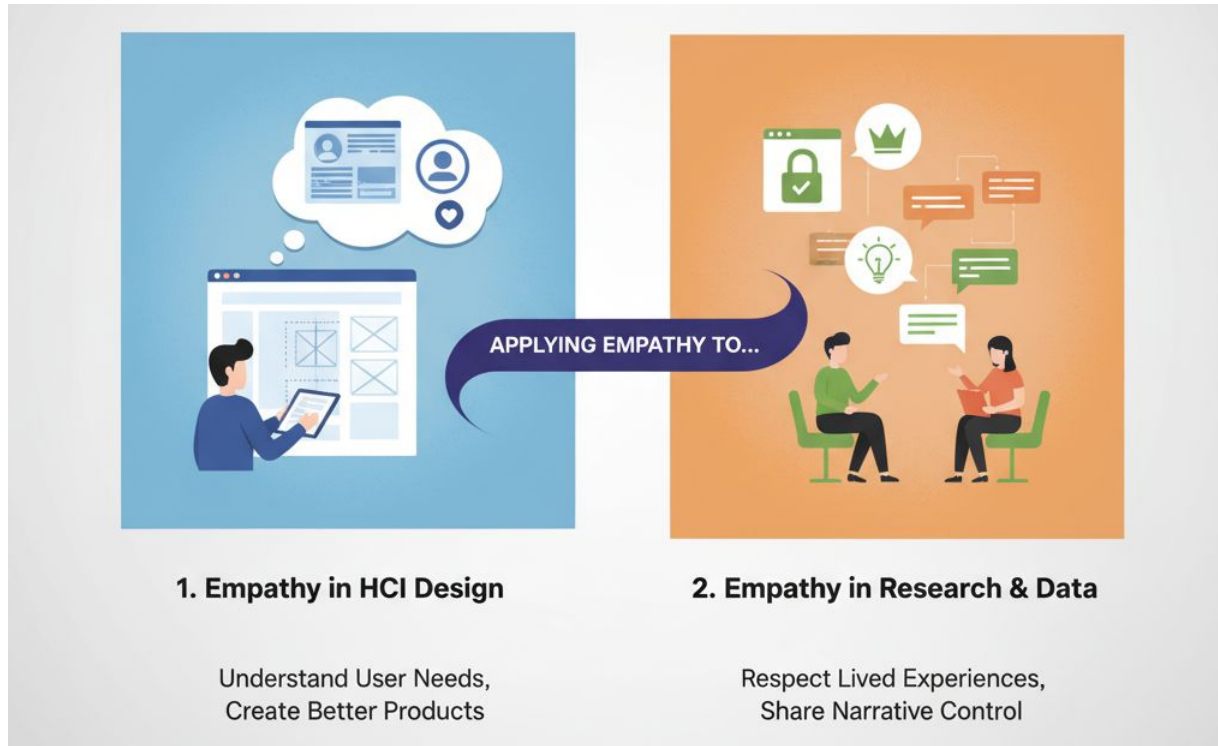 APPLYING EMPATHY TO...
1. Empathy in HCI Design
Understand User Needs,
Create Better Products
2. Empathy in Research & Data
Respect Lived Experiences,
Share Narrative Control